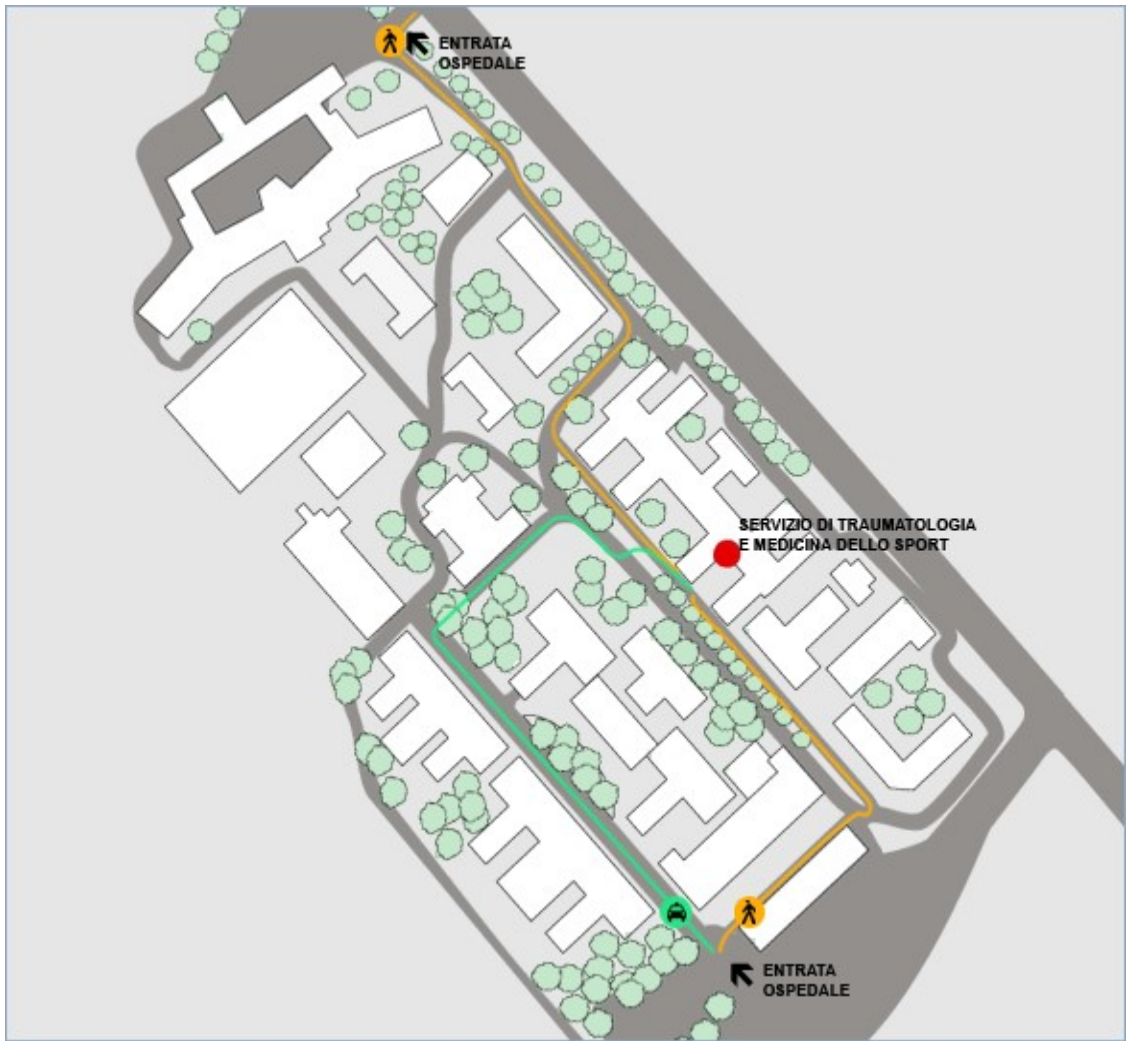 ENTRATA
OSPEDALE
SERVIZIO DI TRAUMATOLOGIA
E MEDICINA DELLO SPORT
ENTRATA
OSPEDALE